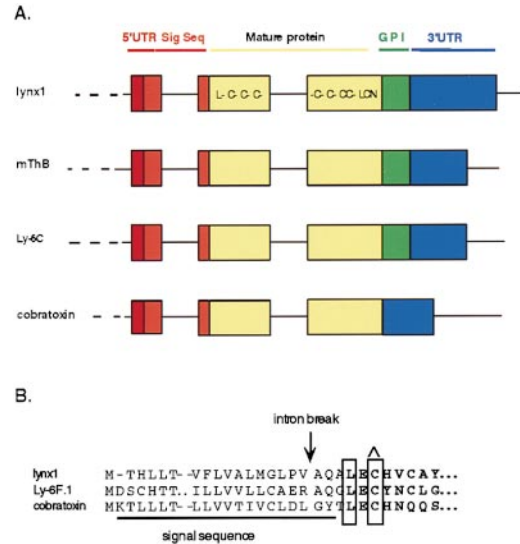 A.
5'UTR Sig Seq Mature protein GPI 3'UTR
lynx1 L- C- C- C- -C- C- CC- LCN
mThB
Ly-6C
cobratoxin
B.
intron break
lynx1 M-THLLT--VFLVALMGLPVAQALECHVCAY...
Ly-6F.1 MDSCHTT..ILLVVLLCAERAQGLECYNCLG...
cobratoxin MKTLLLT--LLVVTIVCLDLGYTLECHNQQS...
signal sequence